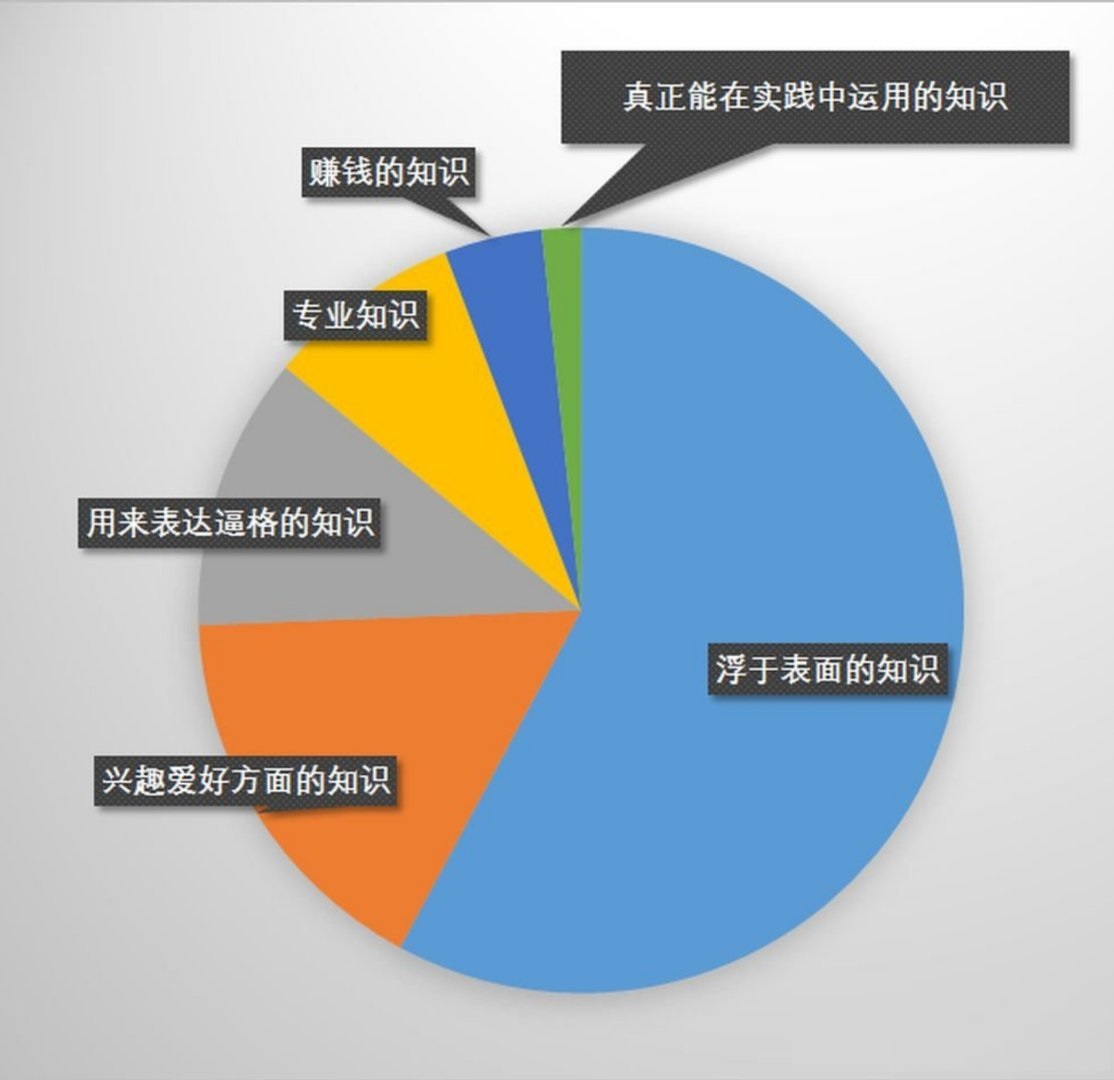 真正能在实践中运用的知识
赚钱的知识
专业知识
用来表达逼格的知识
浮于表面的知识
兴趣爱好方面的知识